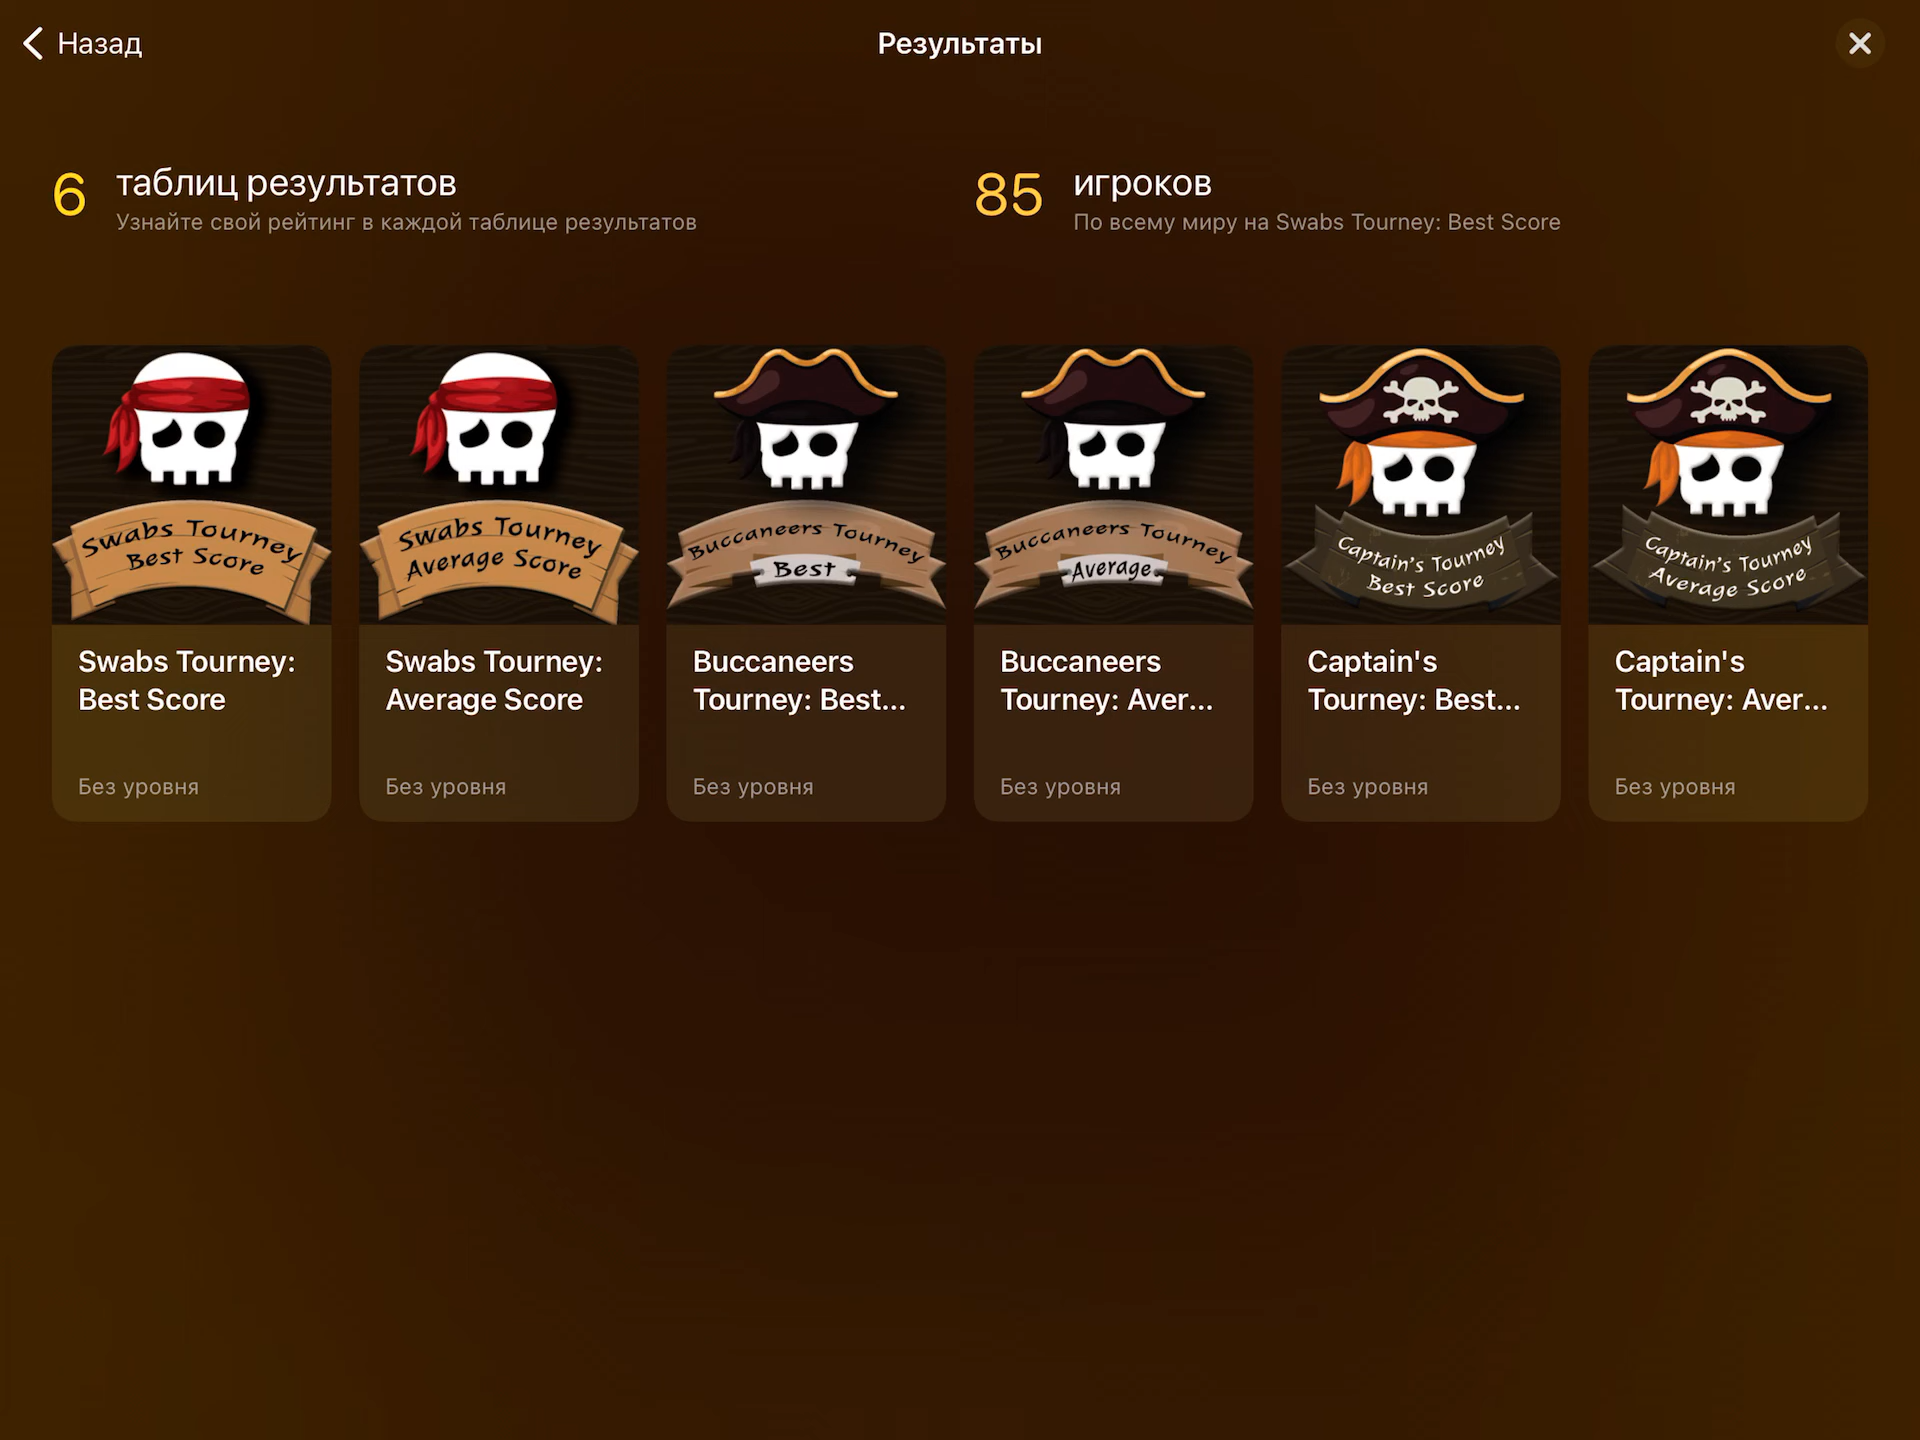 Назад
Результаты
6 таблиц результатов
Узнайте свой рейтинг в каждой таблице результатов
85 игроков
По всему миру на Swabs Tourney: Best Score
Swabs Tourney
Best Score
Swabs Tourney:
Best Score
Без уровня
Swabs Tourney
Average Score
Swabs Tourney:
Average Score
Без уровня
Buccaneers Tourney
Best
Buccaneers
Tourney: Best...
Без уровня
Buccaneers Tourney
Average
Buccaneers
Tourney: Aver...
Без уровня
Captain's Tourney
Best Score
Captain's
Tourney: Best...
Без уровня
Captain's Tourney
Average Score
Captain's
Tourney: Aver...
Без уровня